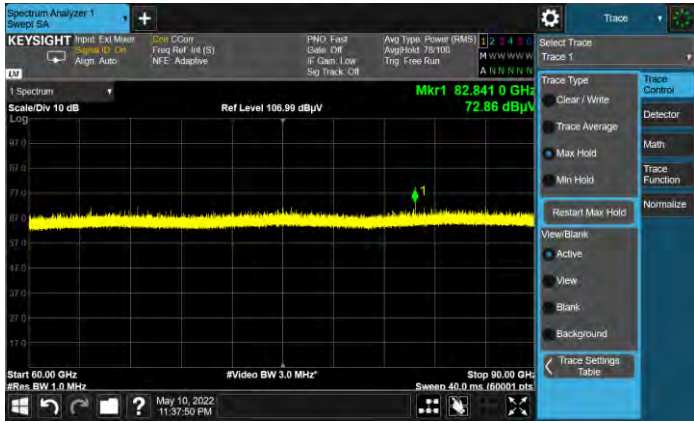 Spectrum Analyzer 1
Swept SA
+
Trace
KEYSIGHT
Input: Ext Mixer
Signal ID: On
Align: Auto
Corr CCorr
Freq Ref: Int (S)
NFE: Adaptive
PNO: Fast
Gate: Off
IF Gain: Low
Sig Track: Off
Avg Type: Power (RMS)
Avg|Hold: 78/100
Trig: Free Run
1 2 3 4 5 6
M W W W W W
A N N N N N
LXI
Select Trace
Trace 1
1 Spectrum
Mkr1 82.841 0 GHz
Scale/Div 10 dB
Ref Level 106.99 dBµV
72.86 dBµV
Log
97.0
87.0
77.0
67.0
57.0
47.0
37.0
27.0
17.0
1
Start 60.00 GHz
#Video BW 3.0 MHz*
Stop 90.00 GHz
#Res BW 1.0 MHz
Sweep 40.0 ms (60001 pts
Trace Type
Clear / Write
Trace Average
Max Hold
Min Hold
Restart Max Hold
View/Blank
Active
View
Blank
Background
Trace Settings
Table
Trace
Control
Detector
Math
Trace
Function
Normalize
?
May 10, 2022
11:37:50 PM